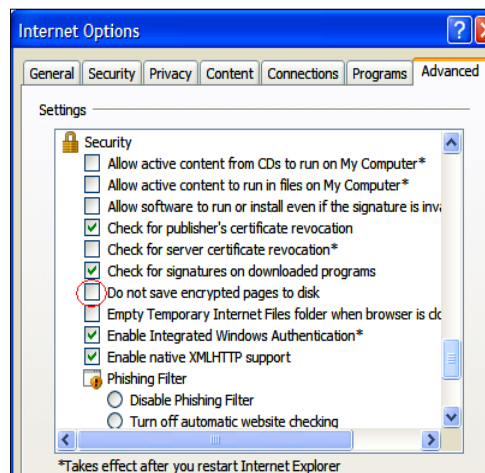 Internet Options
?
General Security Privacy Content Connections Programs Advanced
Settings
Security
Allow active content from CDs to run on My Computer*
Allow active content to run in files on My Computer*
Allow software to run or install even if the signature is
Check for publisher's certificate revocation
Check for server certificate revocation*
Check for signatures on downloaded programs
Do not save encrypted pages to disk
Empty Temporary Internet Files folder when browser is
Enable Integrated Windows Authentication*
Enable native XMLHTTP support
Phishing Filter
Disable Phishing Filter
Turn off automatic website checking
*Takes effect after you restart Internet Explorer